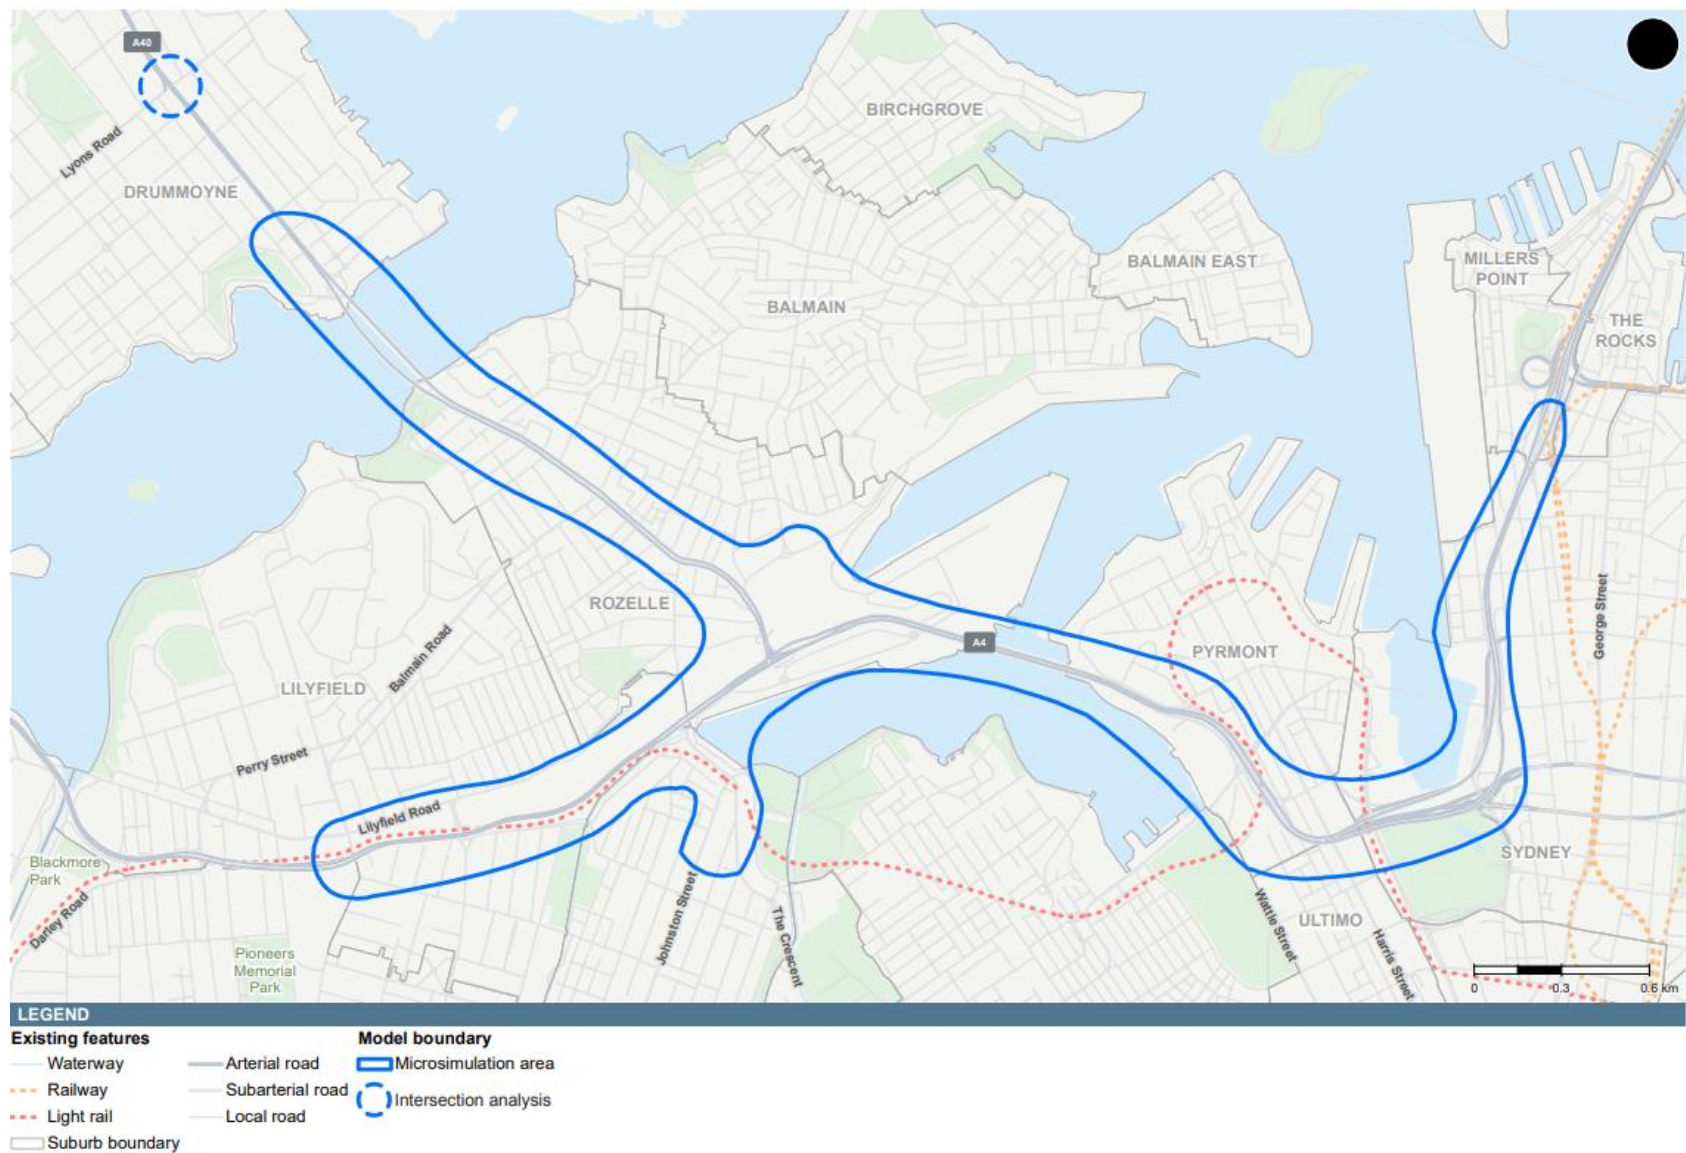 A40
BIRCHGROVE
Lyons Road
DRUMMOYNE
BALMAIN EAST
MILLERS
POINT
BALMAIN
THE
ROCKS
ROZELLE
George Street
A4
Balmain Road
PYRMONT
LILYFIELD
Perry Street
Lilyfield Road
Blackmore
Park
SYDNEY
Darley Road
Johnston Street
The Crescent
Wattle Street
ULTIMO
Harris Street
Pioneers
Memorial
Park
0 0.3 0.6 km
LEGEND
Existing features
Waterway
Railway
Light rail
Suburb boundary
Arterial road
Subarterial road
Local road
Model boundary
Microsimulation area
Intersection analysis